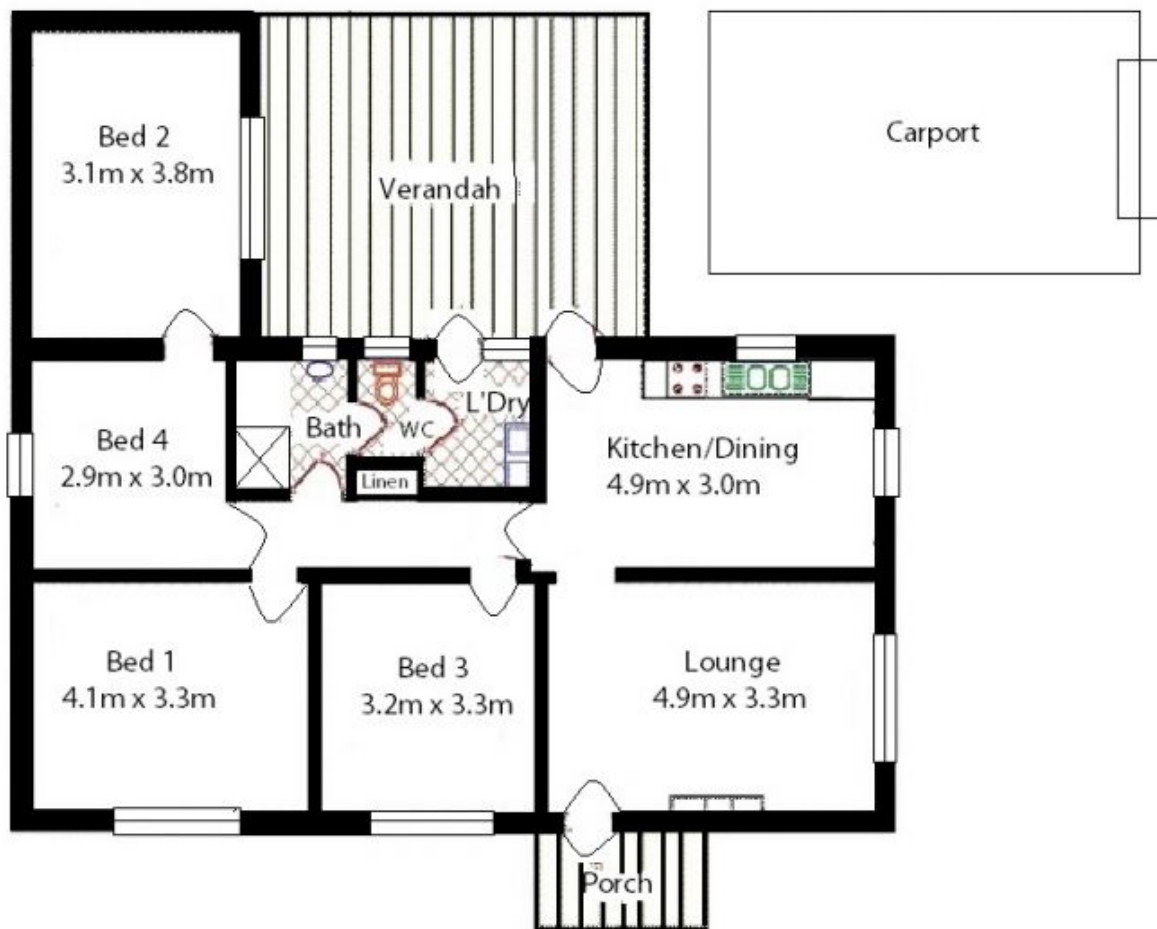 Bed 2
3.1m x 3.8m
Verandah
Carport
Bed 4
2.9m x 3.0m
Bath
WC
L'Dry
Linen
Kitchen/Dining
4.9m x 3.0m
Bed 1
4.1m x 3.3m
Bed 3
3.2m x 3.3m
Lounge
4.9m x 3.3m
Porch